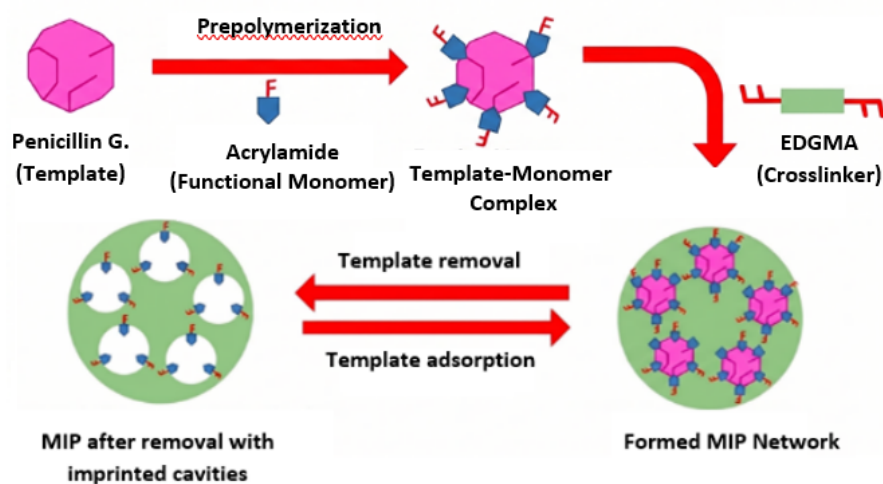 Prepolymerization
F
Penicillin G.
(Template)
Acrylamide
(Functional Monomer)
Template-Monomer
Complex
EDGMA
(Crosslinker)
Template removal
Template adsorption
MIP after removal with
imprinted cavities
Formed MIP Network